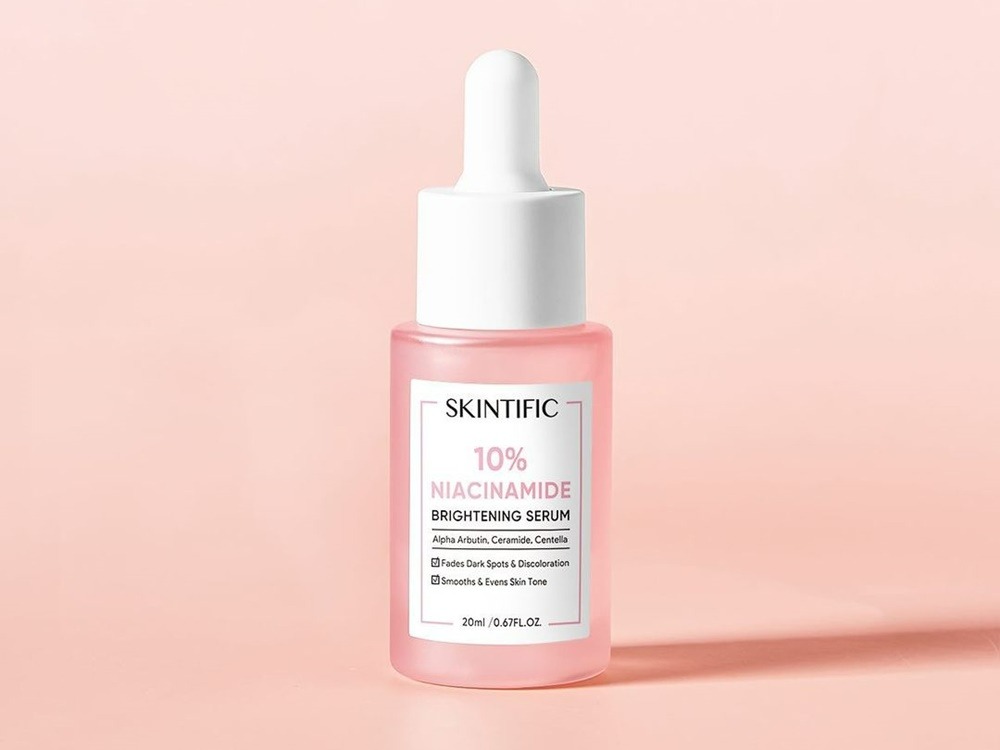 SKINTIFIC
10%
NIACINAMIDE
BRIGHTENING SERUM
Alpha Arbutin, Ceramide, Centella
Fades Dark Spots & Discoloration
Smooths & Evens Skin Tone
20ml /0.67FL.OZ.